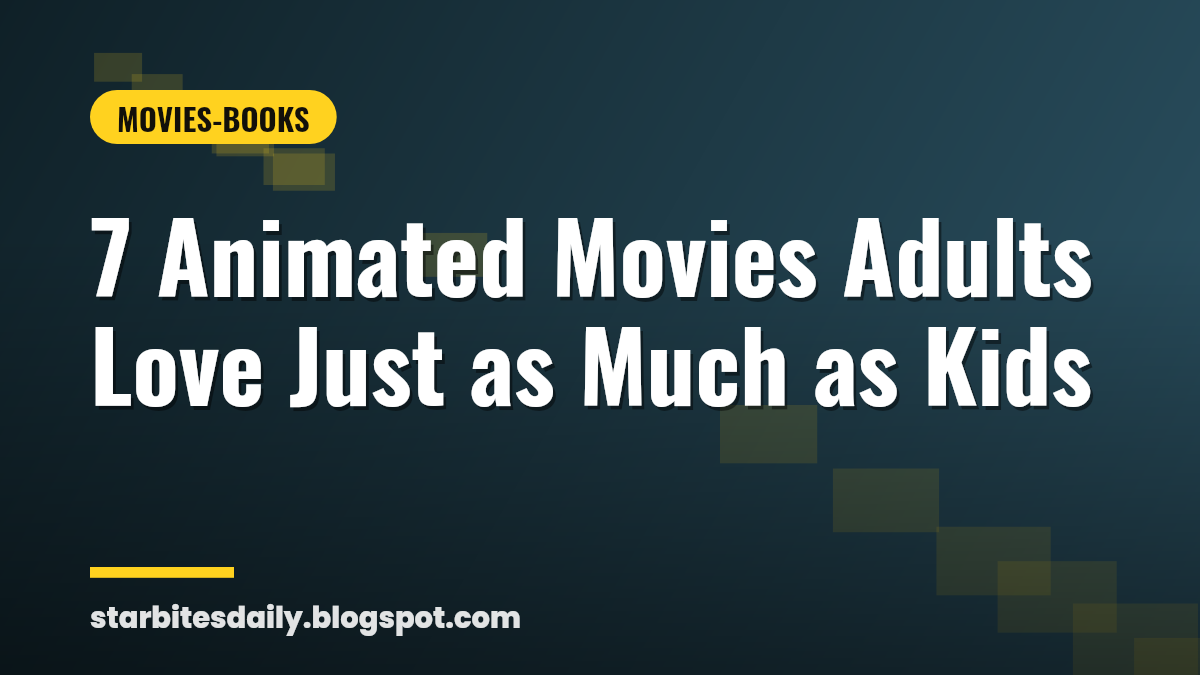 MOVIES-BOOKS
7 Animated Movies Adults
Love Just as Much as Kids
starbitesdaily.blogspot.com